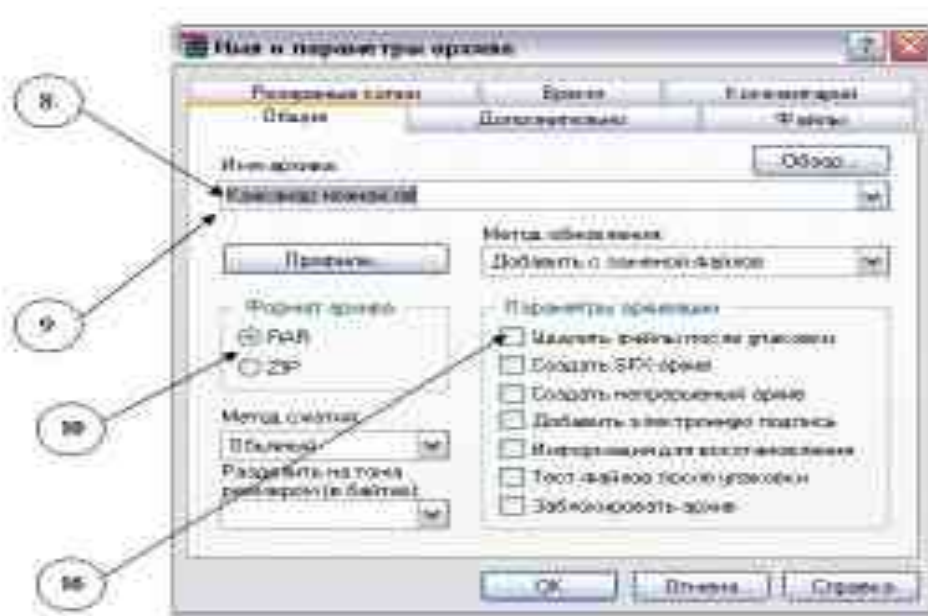 Имя и параметры архива
8
Резервные копии Время Комментарии
Общие Дополнительно Файлы
Имя архива
Обзор...
9
Метод обновления
Профили...
Добавить с заменой файлов
Формат архива
RAR
ZIP
10
Параметры архивации
Удалить файлы после упаковки
Создать SFX-архив
Создать непрерывный архив
Добавить электронную подпись
Информация для восстановления
Тест файлов после упаковки
Заблокировать архив
Метод сжатия
Обычный
Разделить на тома
размером (в байтах)
OK Отмена Справка